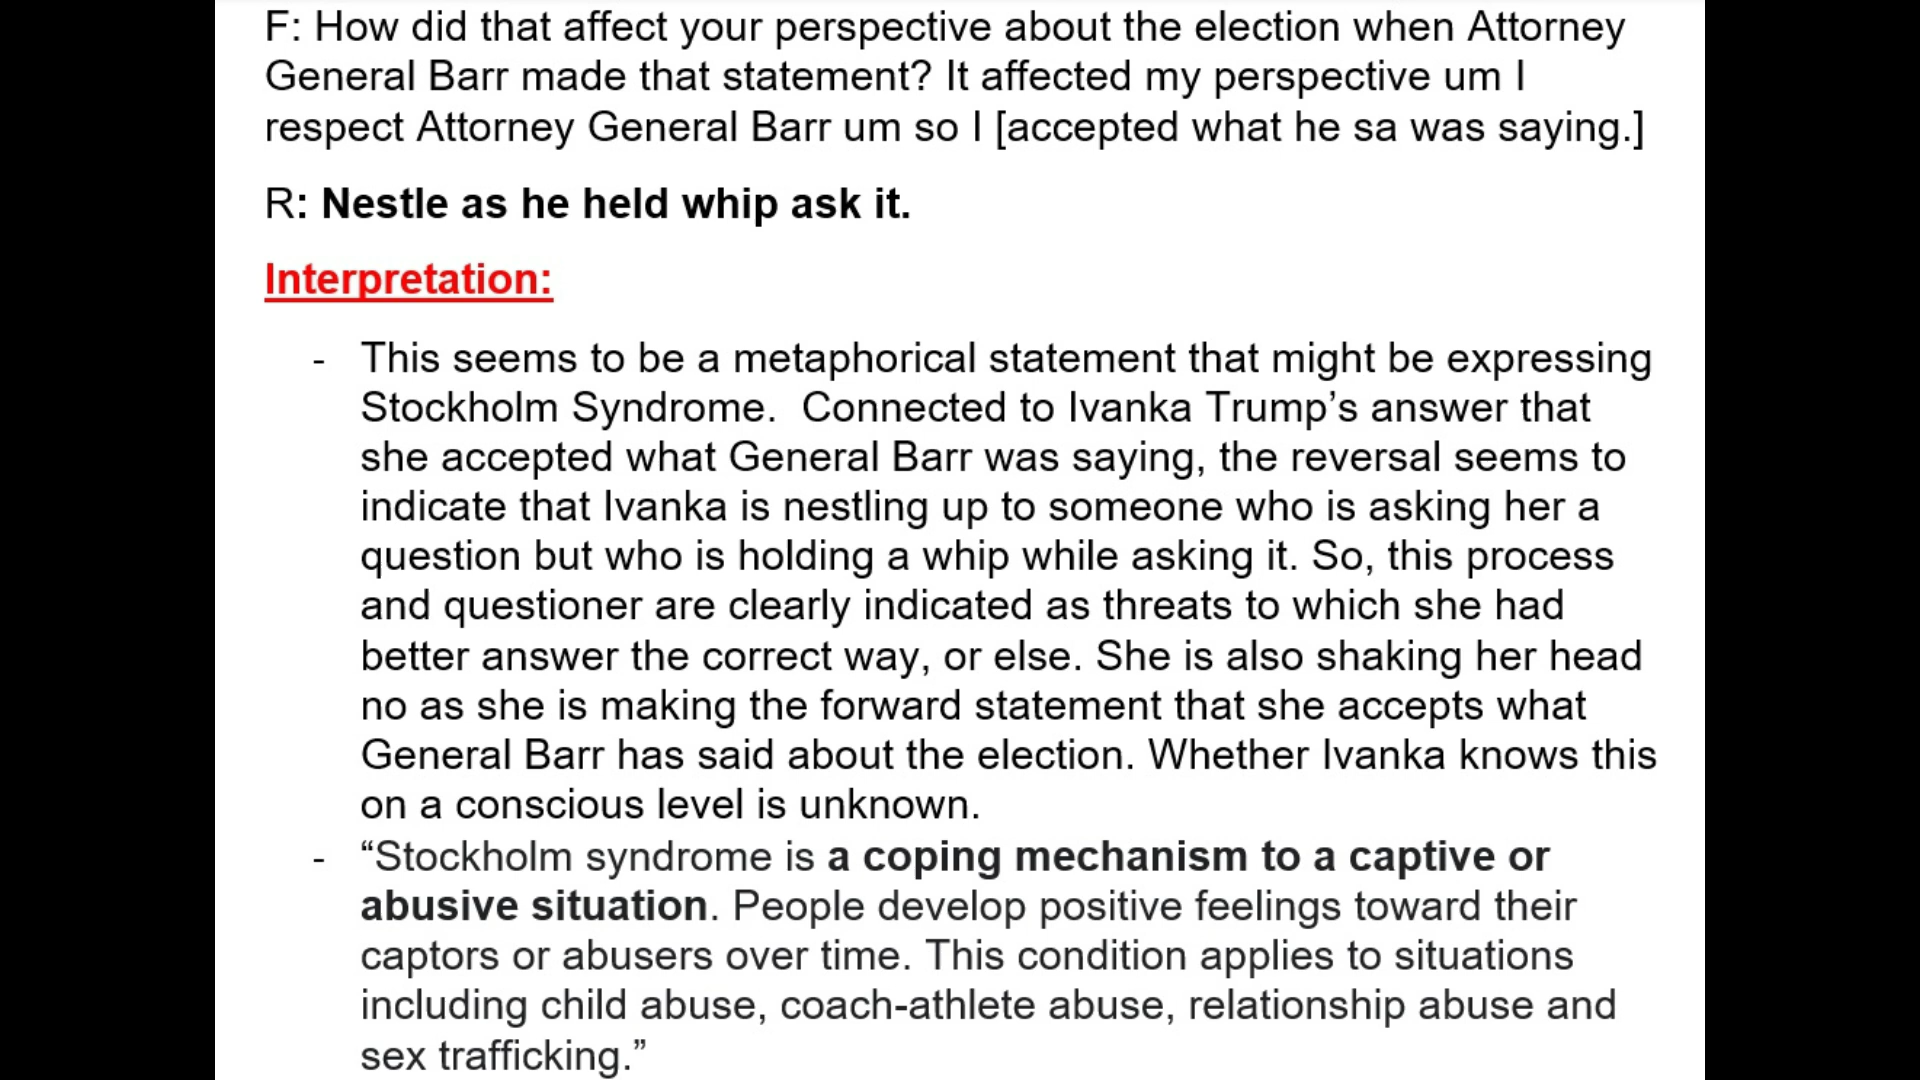 F: How did that affect your perspective about the election when Attorney
General Barr made that statement? It affected my perspective um I
respect Attorney General Barr um so I [accepted what he sa was saying.]
R: Nestle as he held whip ask it.
Interpretation:
- This seems to be a metaphorical statement that might be expressing
Stockholm Syndrome.  Connected to Ivanka Trump’s answer that
she accepted what General Barr was saying, the reversal seems to
indicate that Ivanka is nestling up to someone who is asking her a
question but who is holding a whip while asking it. So, this process
and questioner are clearly indicated as threats to which she had
better answer the correct way, or else. She is also shaking her head
no as she is making the forward statement that she accepts what
General Barr has said about the election. Whether Ivanka knows this
on a conscious level is unknown.
- “Stockholm syndrome is a coping mechanism to a captive or
abusive situation. People develop positive feelings toward their
captors or abusers over time. This condition applies to situations
including child abuse, coach-athlete abuse, relationship abuse and
sex trafficking.”